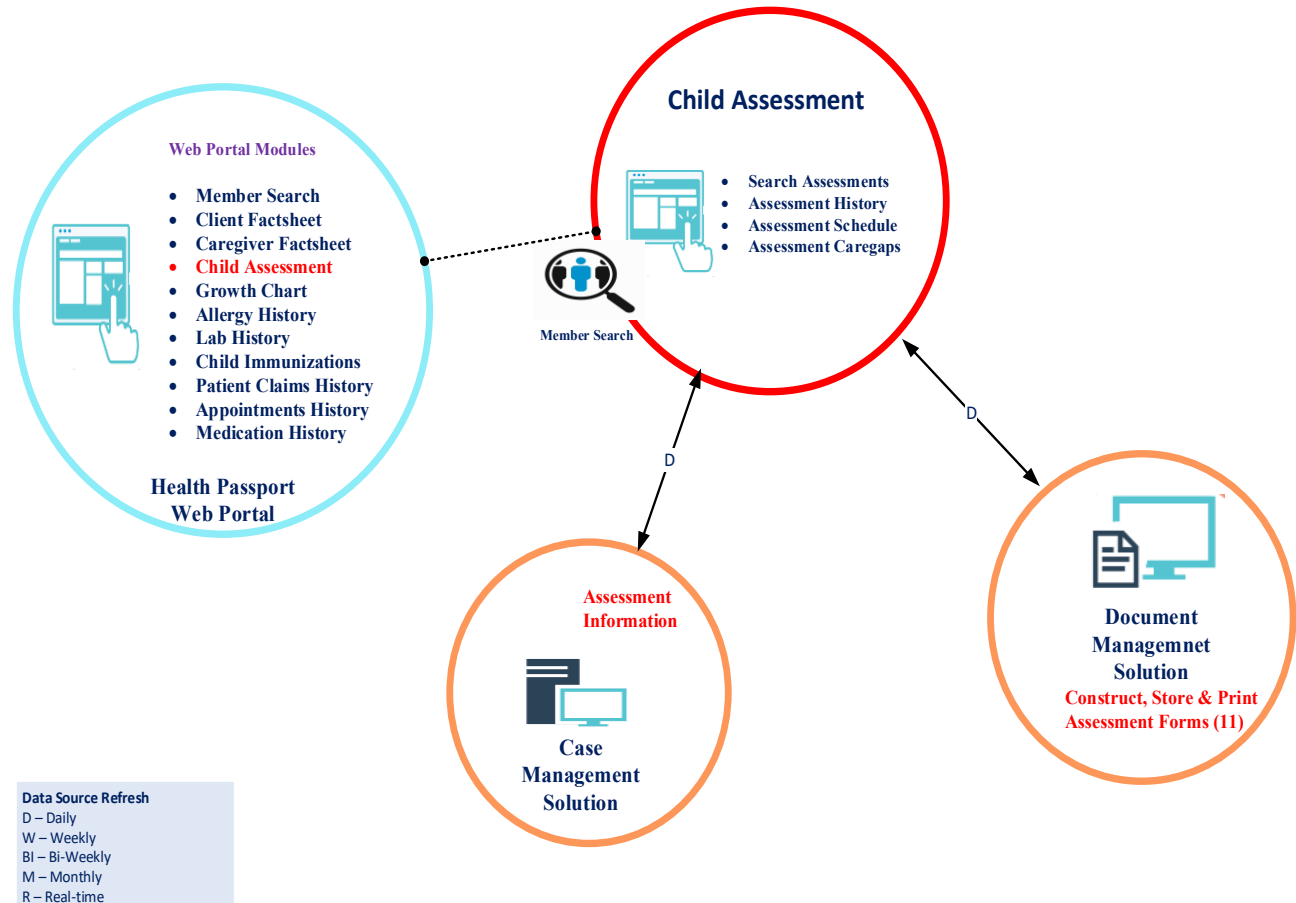 Web Portal Modules
• Member Search
• Client Factsheet
• Caregiver Factsheet
• Child Assessment
• Growth Chart
• Allergy History
• Lab History
• Child Immunizations
• Patient Claims History
• Appointments History
• Medication History
Health Passport
Web Portal
Child Assessment
• Search Assessments
• Assessment History
• Assessment Schedule
• Assessment Caregaps
Member Search
D
D
Assessment
Information
Case
Management
Solution
Document
Managemnet
Solution
Construct, Store & Print
Assessment Forms (11)
Data Source Refresh
D – Daily
W – Weekly
BI – Bi-Weekly
M – Monthly
R – Real-time